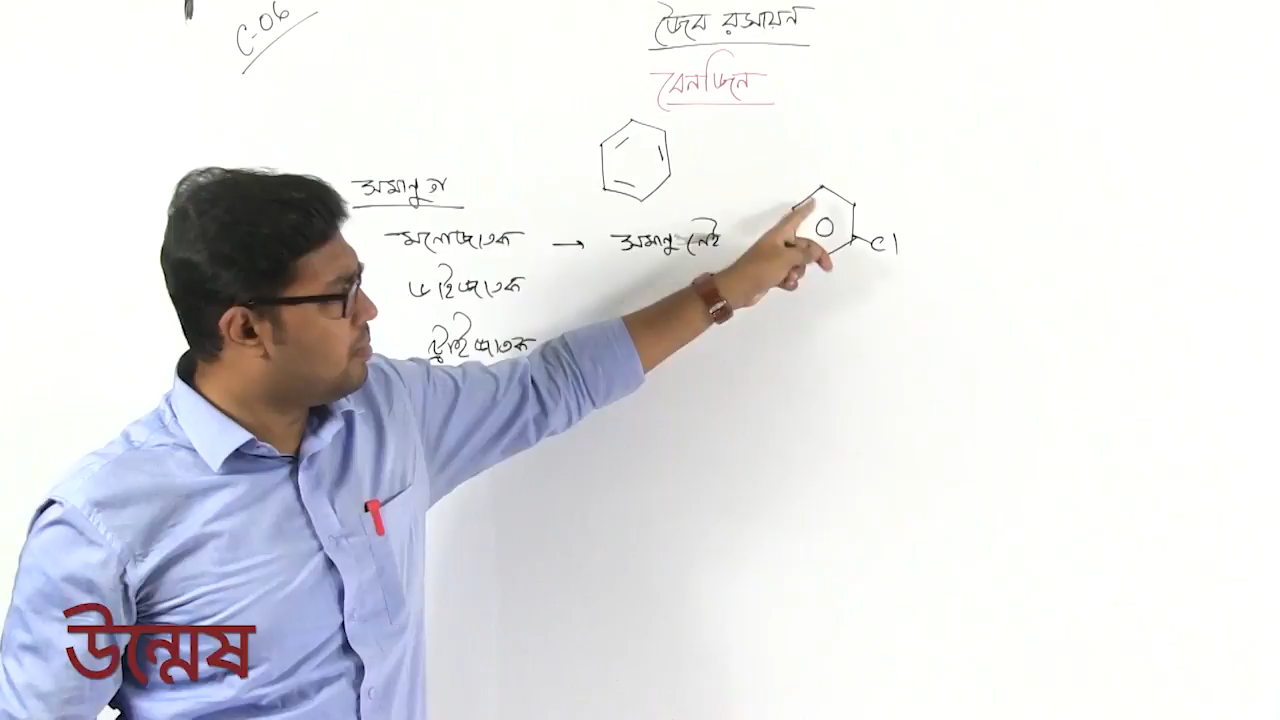 C-06
জৈব রসায়ন
বেনজিন
সমানুতা
মনোজাতক → সমানু নেই
Cl
ডাইজাতক
ট্রাইজাতক
উন্মেষ